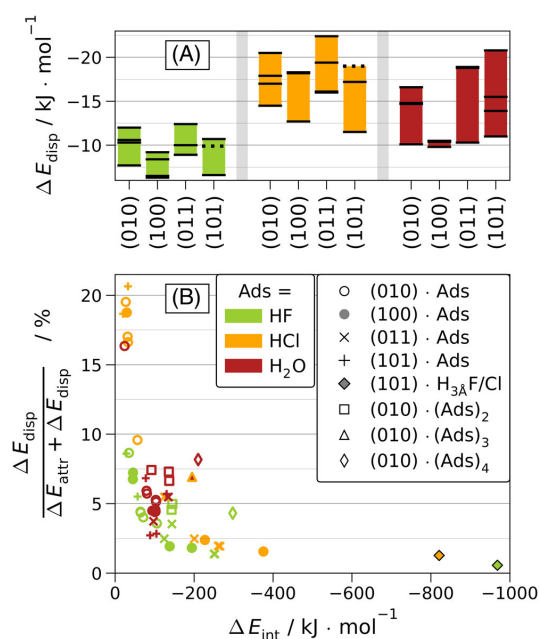 (A)
ΔE_disp / kJ · mol⁻¹
−20
−15
−10
(010) (100) (011) (101) (010) (100) (011) (101) (010) (100) (011) (101)
(B)
ΔE_disp / ΔE_attr + ΔE_disp / %
20
15
10
5
0
Ads =
HF
HCl
H₂O
(010) · Ads
(100) · Ads
(011) · Ads
(101) · Ads
(101) · H₃ÅF/Cl
(010) · (Ads)₂
(010) · (Ads)₃
(010) · (Ads)₄
0 −200 −400 −600 −800 −1000
ΔE_int / kJ · mol⁻¹